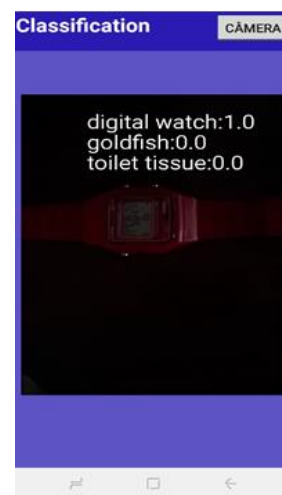 Classification
CÂMERA
digital watch:1.0
goldfish:0.0
toilet tissue:0.0